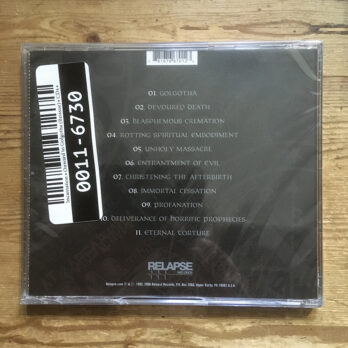 0011-6730
01. GOLGOTHA
02. DEVOURED DEATH
03. BLASPHEMOUS CREMATION
04. ROTTING SPIRITUAL EMBODIMENT
05. UNHOLY MASSACRE
06. ENTRANTMENT OF EVIL
07. CHRISTENING THE AFTERBIRTH
08. IMMORTAL CESSATION
09. PROFANATION
10. DELIVERANCE OF HORRIFIC PROPHECIES
11. ETERNAL TORTURE
RELAPSE
RECORDS